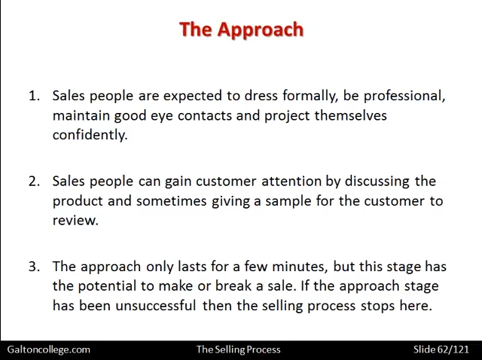 The Approach
1. Sales people are expected to dress formally, be professional,
maintain good eye contacts and project themselves
confidently.
2. Sales people can gain customer attention by discussing the
product and sometimes giving a sample for the customer to
review.
3. The approach only lasts for a few minutes, but this stage has
the potential to make or break a sale. If the approach stage
has been unsuccessful then the selling process stops here.
Galtoncollege.com The Selling Process Slide 62/121